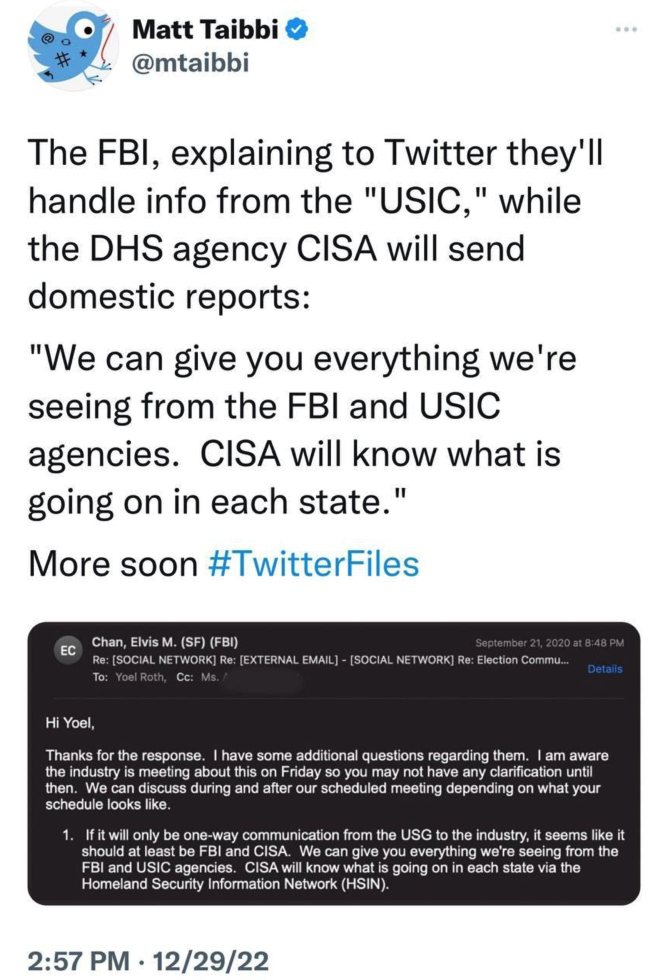 Matt Taibbi
@mtaibbi
The FBI, explaining to Twitter they'll
handle info from the "USIC," while
the DHS agency CISA will send
domestic reports:
"We can give you everything we're
seeing from the FBI and USIC
agencies.  CISA will know what is
going on in each state."
More soon #TwitterFiles
EC
Chan, Elvis M. (SF) (FBI)
September 21, 2020 at 8:48 PM
Re: [SOCIAL NETWORK] Re: [EXTERNAL EMAIL] - [SOCIAL NETWORK] Re: Election Commu...
Details
To: Yoel Roth, Cc: Ms.
Hi Yoel,
Thanks for the response.  I have some additional questions regarding them.  I am aware
the industry is meeting about this on Friday so you may not have any clarification until
then.  We can discuss during and after our scheduled meeting depending on what your
schedule looks like.
1. If it will only be one-way communication from the USG to the industry, it seems like it
should at least be FBI and CISA.  We can give you everything we're seeing from the
FBI and USIC agencies.  CISA will know what is going on in each state via the
Homeland Security Information Network (HSIN).
2:57 PM · 12/29/22